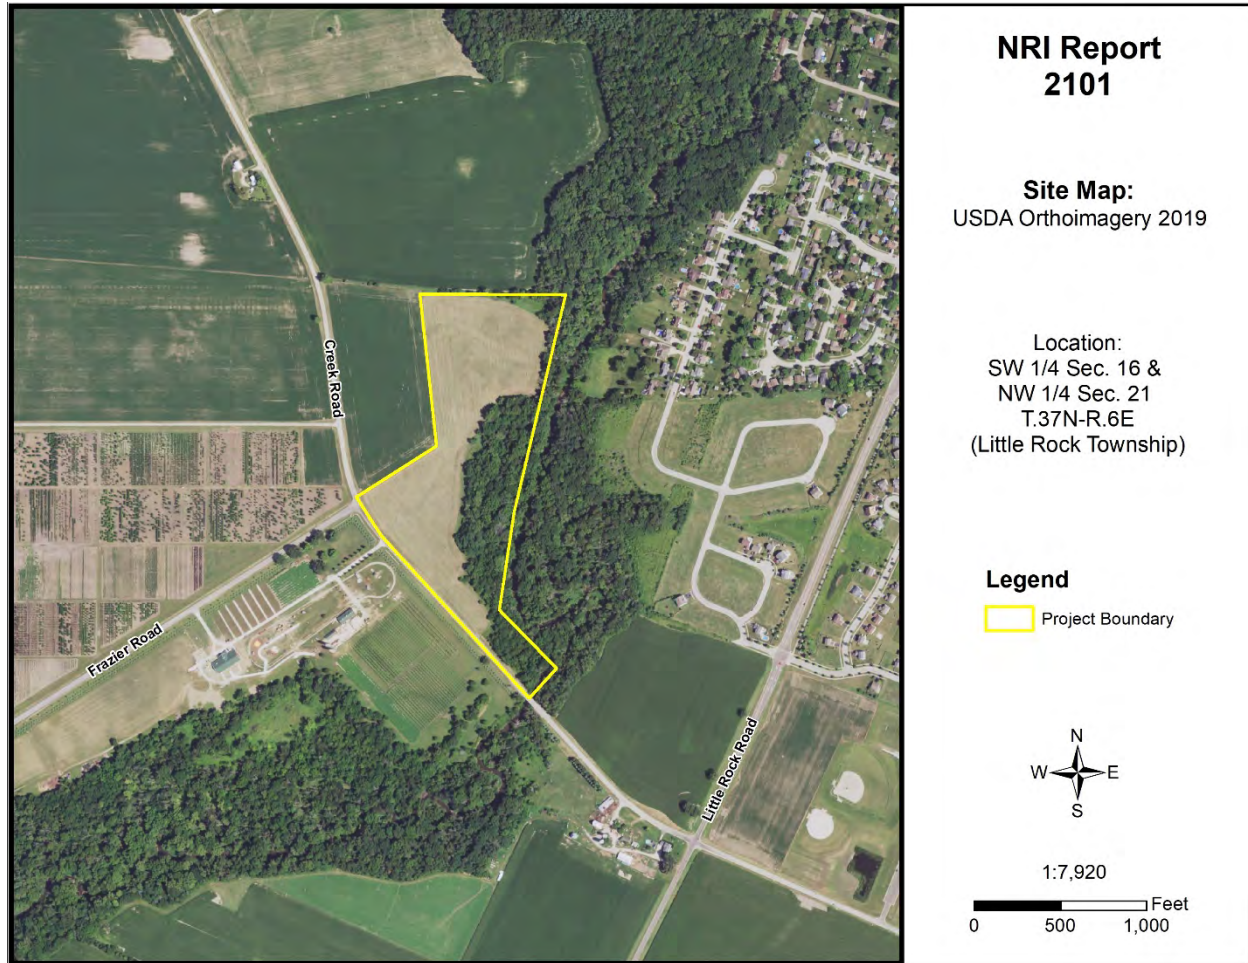 NRI Report
2101
Site Map:
USDA Orthoimagery 2019
Location:
SW 1/4 Sec. 16 &
NW 1/4 Sec. 21
T.37N-R.6E
(Little Rock Township)
Legend
Project Boundary
N
W E
S
1:7,920
Feet
0 500 1,000
Creek Road
Frazier Road
Little Rock Road